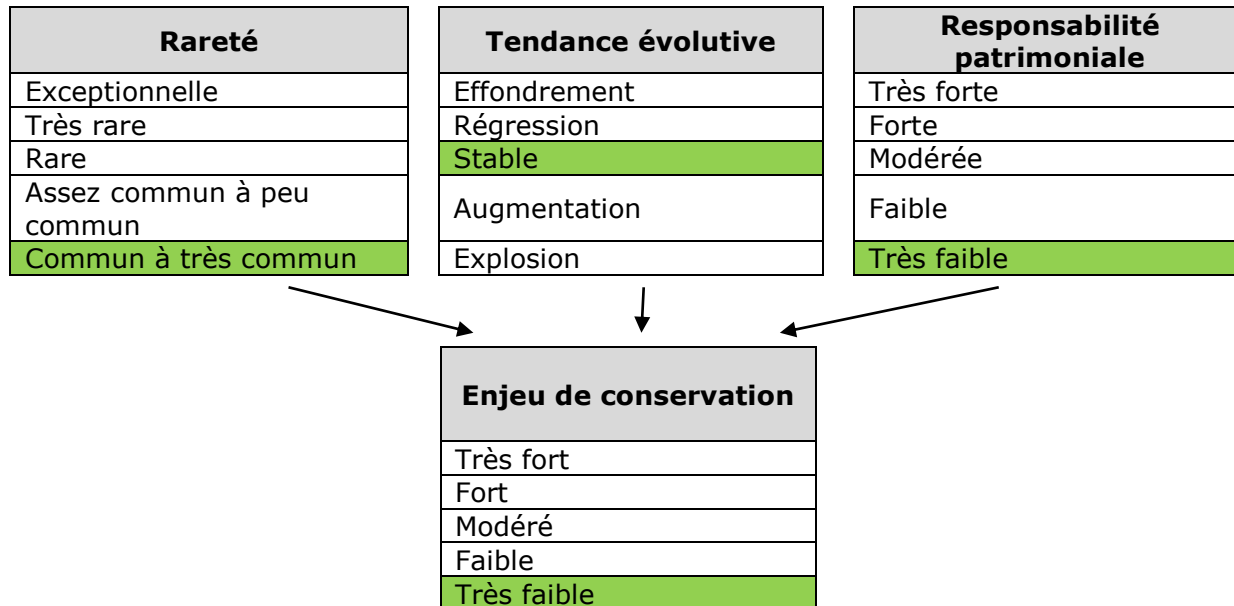 Rareté
Exceptionnelle
Très rare
Rare
Assez commun à peu
commun
Commun à très commun
Tendance évolutive
Effondrement
Régression
Stable
Augmentation
Explosion
Responsabilité
patrimoniale
Très forte
Forte
Modérée
Faible
Très faible
Enjeu de conservation
Très fort
Fort
Modéré
Faible
Très faible